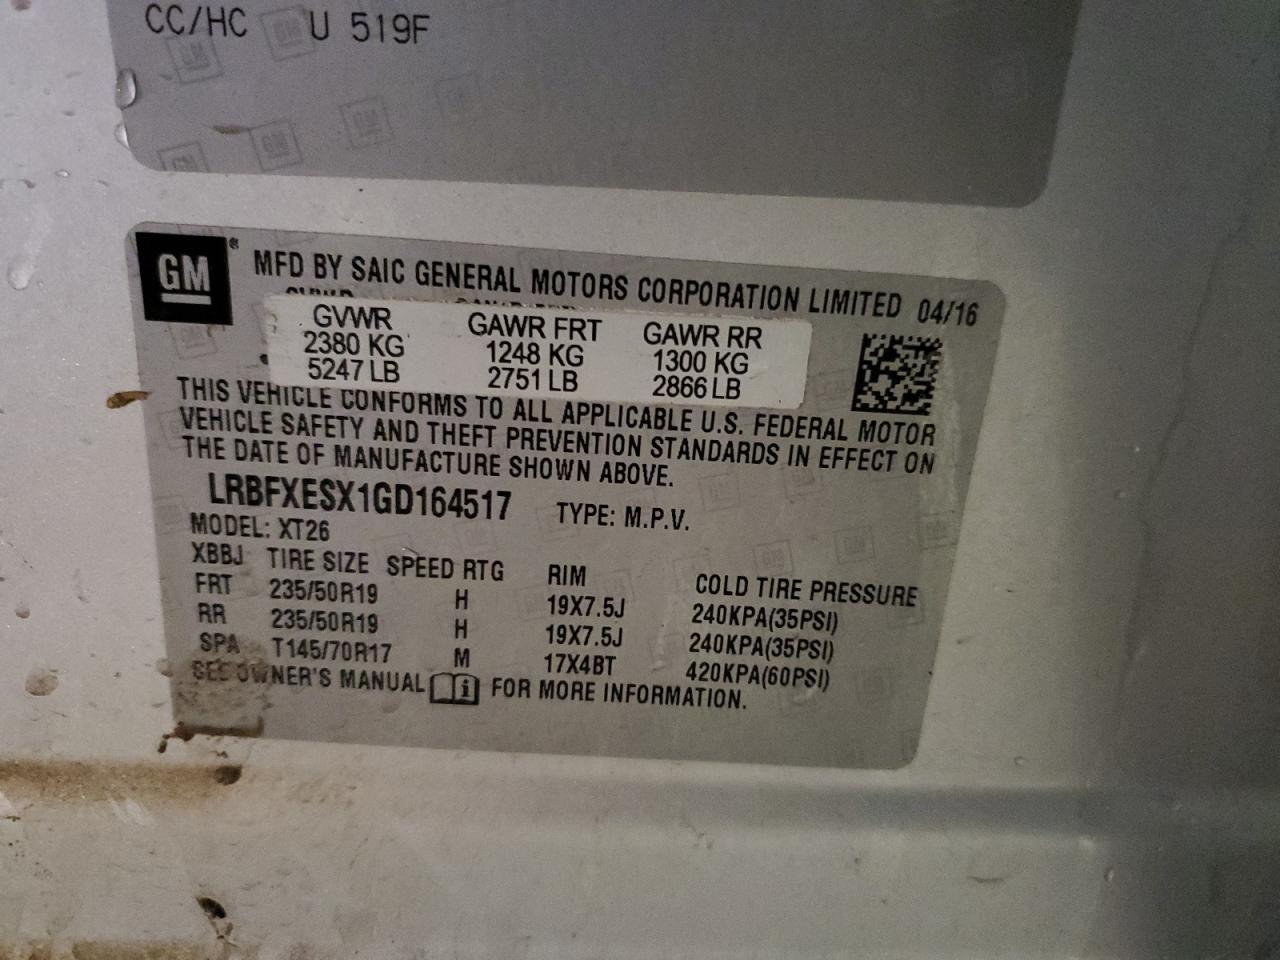 CC/HC U 519F
GM
GM ® MFD BY SAIC GENERAL MOTORS CORPORATION LIMITED 04/16
GVWR GAWR FRT GAWR RR
2380 KG 1248 KG 1300 KG
5247 LB 2751 LB 2866 LB
THIS VEHICLE CONFORMS TO ALL APPLICABLE U.S. FEDERAL MOTOR
VEHICLE SAFETY AND THEFT PREVENTION STANDARDS IN EFFECT ON
THE DATE OF MANUFACTURE SHOWN ABOVE.
LRBFXESX1GD164517 TYPE: M.P.V.
MODEL: XT26
XBBJ TIRE SIZE SPEED RTG RIM COLD TIRE PRESSURE
FRT 235/50R19 H 19X7.5J 240KPA(35PSI)
RR 235/50R19 H 19X7.5J 240KPA(35PSI)
SPA T145/70R17 M 17X4BT 420KPA(60PSI)
SEE OWNER'S MANUAL i FOR MORE INFORMATION.